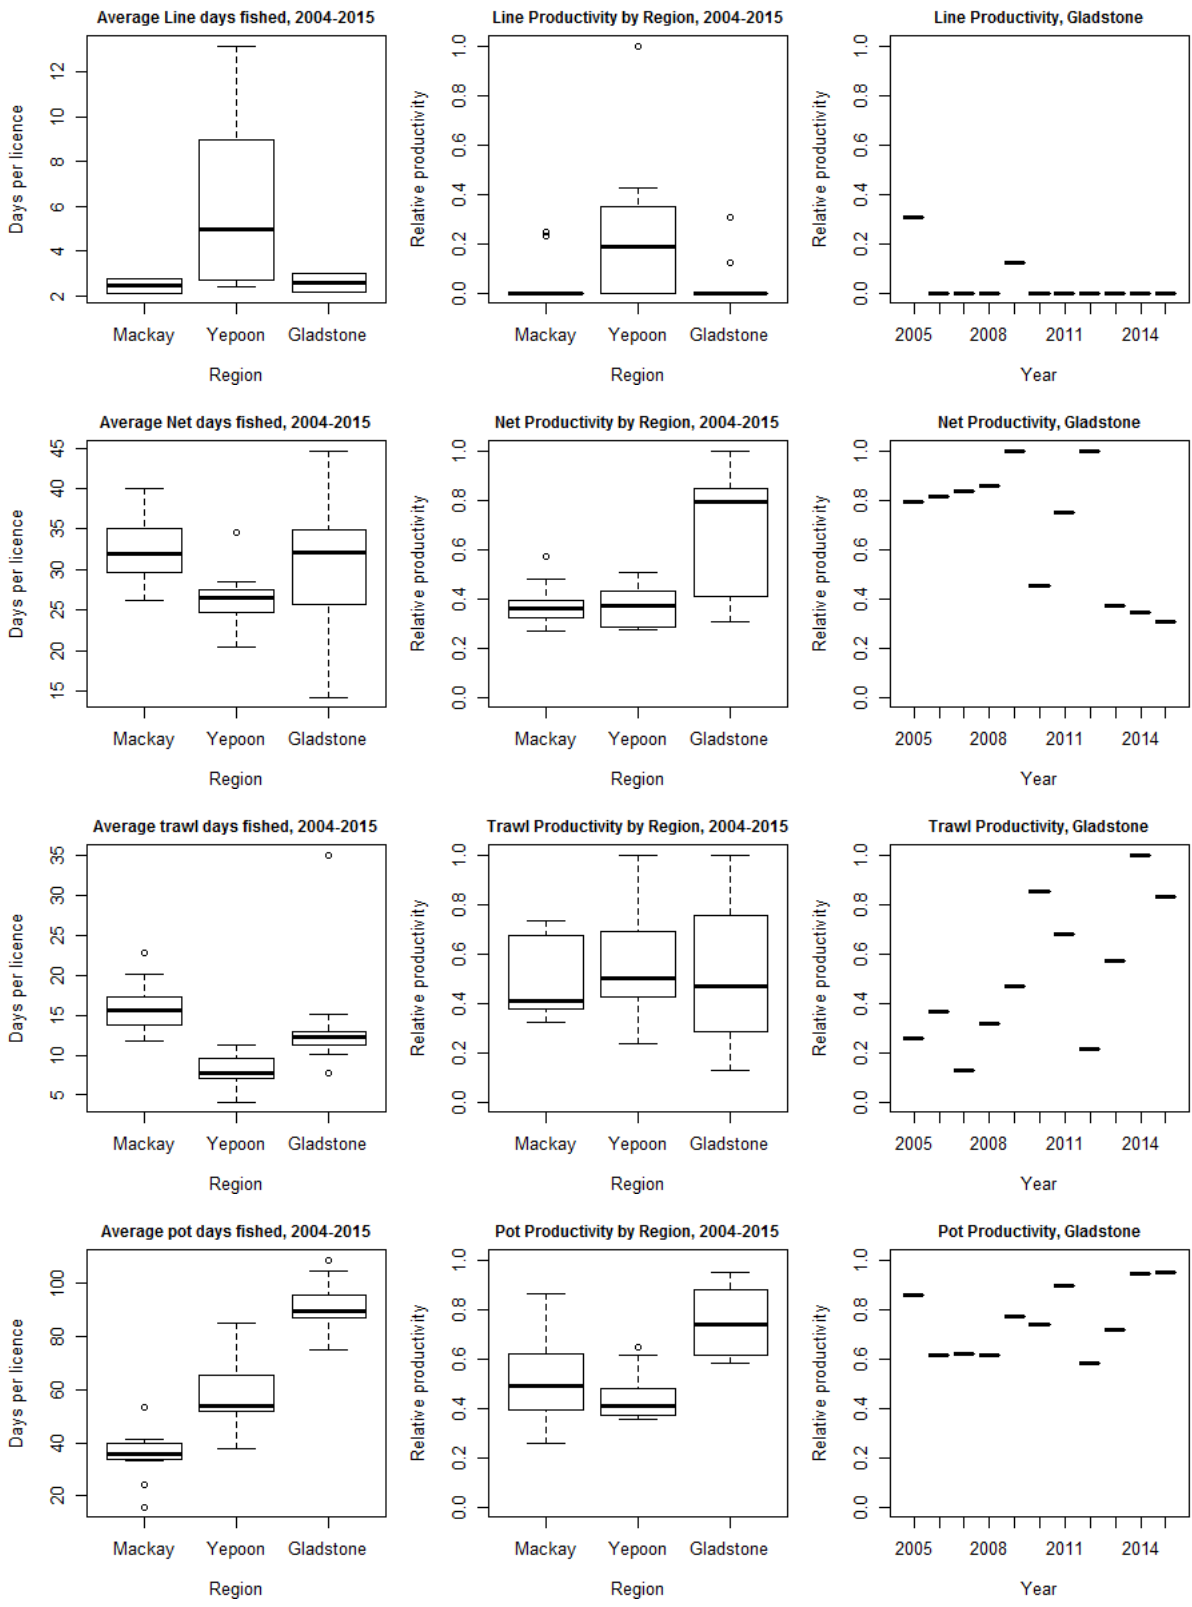 Average Line days fished, 2004-2015
Days per licence
2 4 6 8 10 12
Mackay Yepoon Gladstone
Region
Line Productivity by Region, 2004-2015
Relative productivity
0.0 0.2 0.4 0.6 0.8 1.0
Mackay Yepoon Gladstone
Region
Line Productivity, Gladstone
Relative productivity
0.0 0.2 0.4 0.6 0.8 1.0
2005 2008 2011 2014
Year
Average Net days fished, 2004-2015
Days per licence
15 20 25 30 35 40 45
Mackay Yepoon Gladstone
Region
Net Productivity by Region, 2004-2015
Relative productivity
0.0 0.2 0.4 0.6 0.8 1.0
Mackay Yepoon Gladstone
Region
Net Productivity, Gladstone
Relative productivity
0.0 0.2 0.4 0.6 0.8 1.0
2005 2008 2011 2014
Year
Average trawl days fished, 2004-2015
Days per licence
5 10 15 20 25 30 35
Mackay Yepoon Gladstone
Region
Trawl Productivity by Region, 2004-2015
Relative productivity
0.0 0.2 0.4 0.6 0.8 1.0
Mackay Yepoon Gladstone
Region
Trawl Productivity, Gladstone
Relative productivity
0.0 0.2 0.4 0.6 0.8 1.0
2005 2008 2011 2014
Year
Average pot days fished, 2004-2015
Days per licence
20 40 60 80 100
Mackay Yepoon Gladstone
Region
Pot Productivity by Region, 2004-2015
Relative productivity
0.0 0.2 0.4 0.6 0.8 1.0
Mackay Yepoon Gladstone
Region
Pot Productivity, Gladstone
Relative productivity
0.0 0.2 0.4 0.6 0.8 1.0
2005 2008 2011 2014
Year